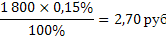 1 800 × 0,15%
100%
= 2,70 руб